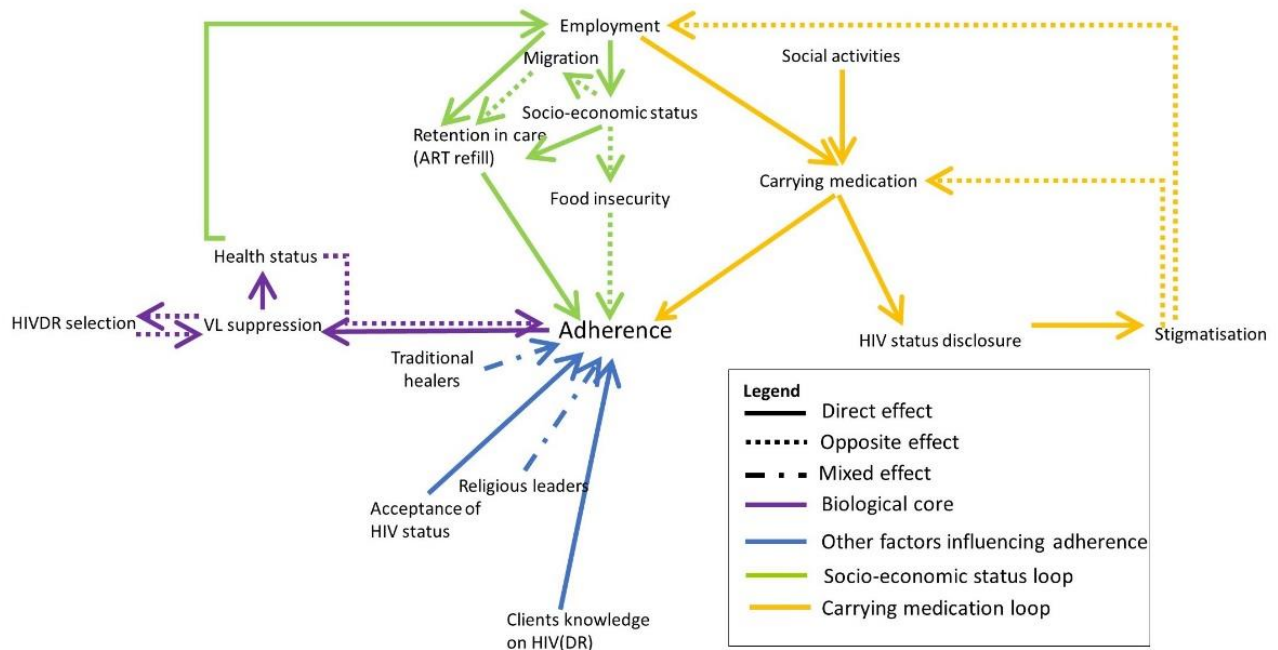 Employment
Migration
Social activities
Socio-economic status
Retention in care
(ART refill)
Carrying medication
Food insecurity
Health status
HIVDR selection
VL suppression
Adherence
HIV status disclosure
Stigmatisation
Traditional
healers
Religious leaders
Acceptance of
HIV status
Clients knowledge
on HIV(DR)
Legend
Direct effect
Opposite effect
Mixed effect
Biological core
Other factors influencing adherence
Socio-economic status loop
Carrying medication loop